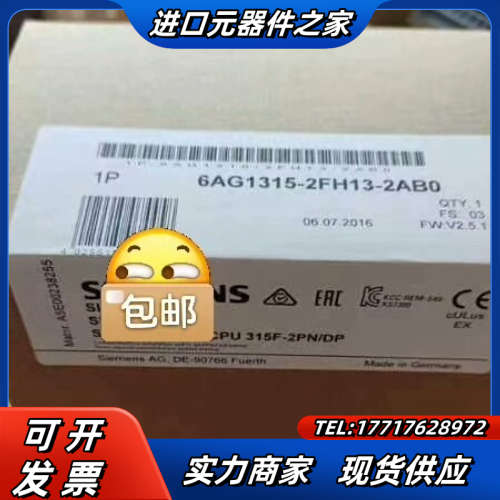 进口元器件之家
1P 6AG1315-2FH13-2AB0
QTY. 1
06.07.2016 FS: 03
FW:V2.5.1
Matnr. A5E00238255
包邮
EAC
CE
cULus
EX
CPU 315F-2PN/DP
Siemens AG, DE-90766 Fuerth
Made in Germany
TEL:17717628972
可开
发票
实力商家 现货供应